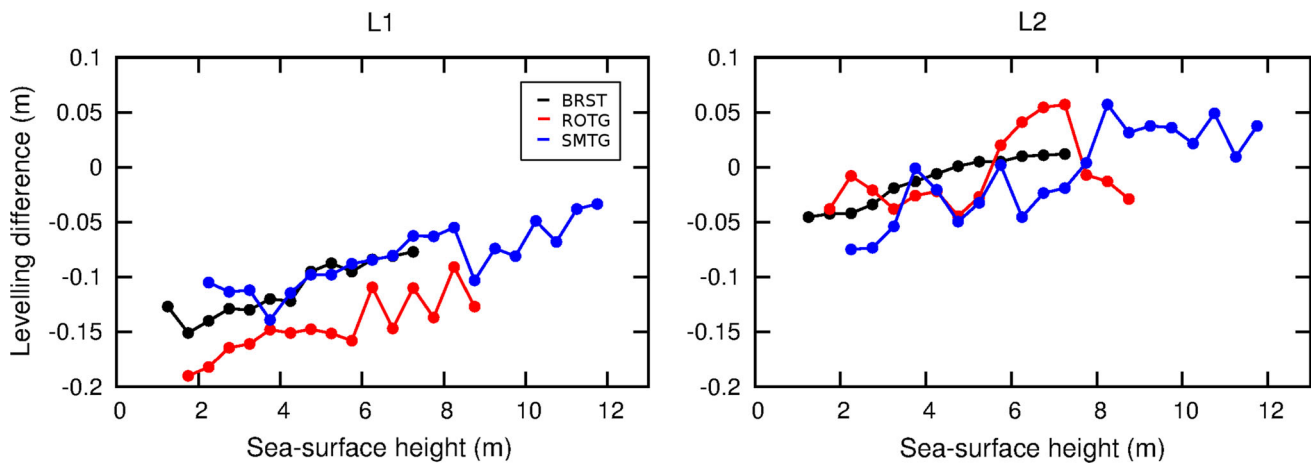 L1
L2
Levelling difference (m)
0.1
0.05
0
-0.05
-0.1
-0.15
-0.2
BRST
ROTG
SMTG
0 2 4 6 8 10 12
Sea-surface height (m)
0.1
0.05
0
-0.05
-0.1
-0.15
-0.2
0 2 4 6 8 10 12
Sea-surface height (m)